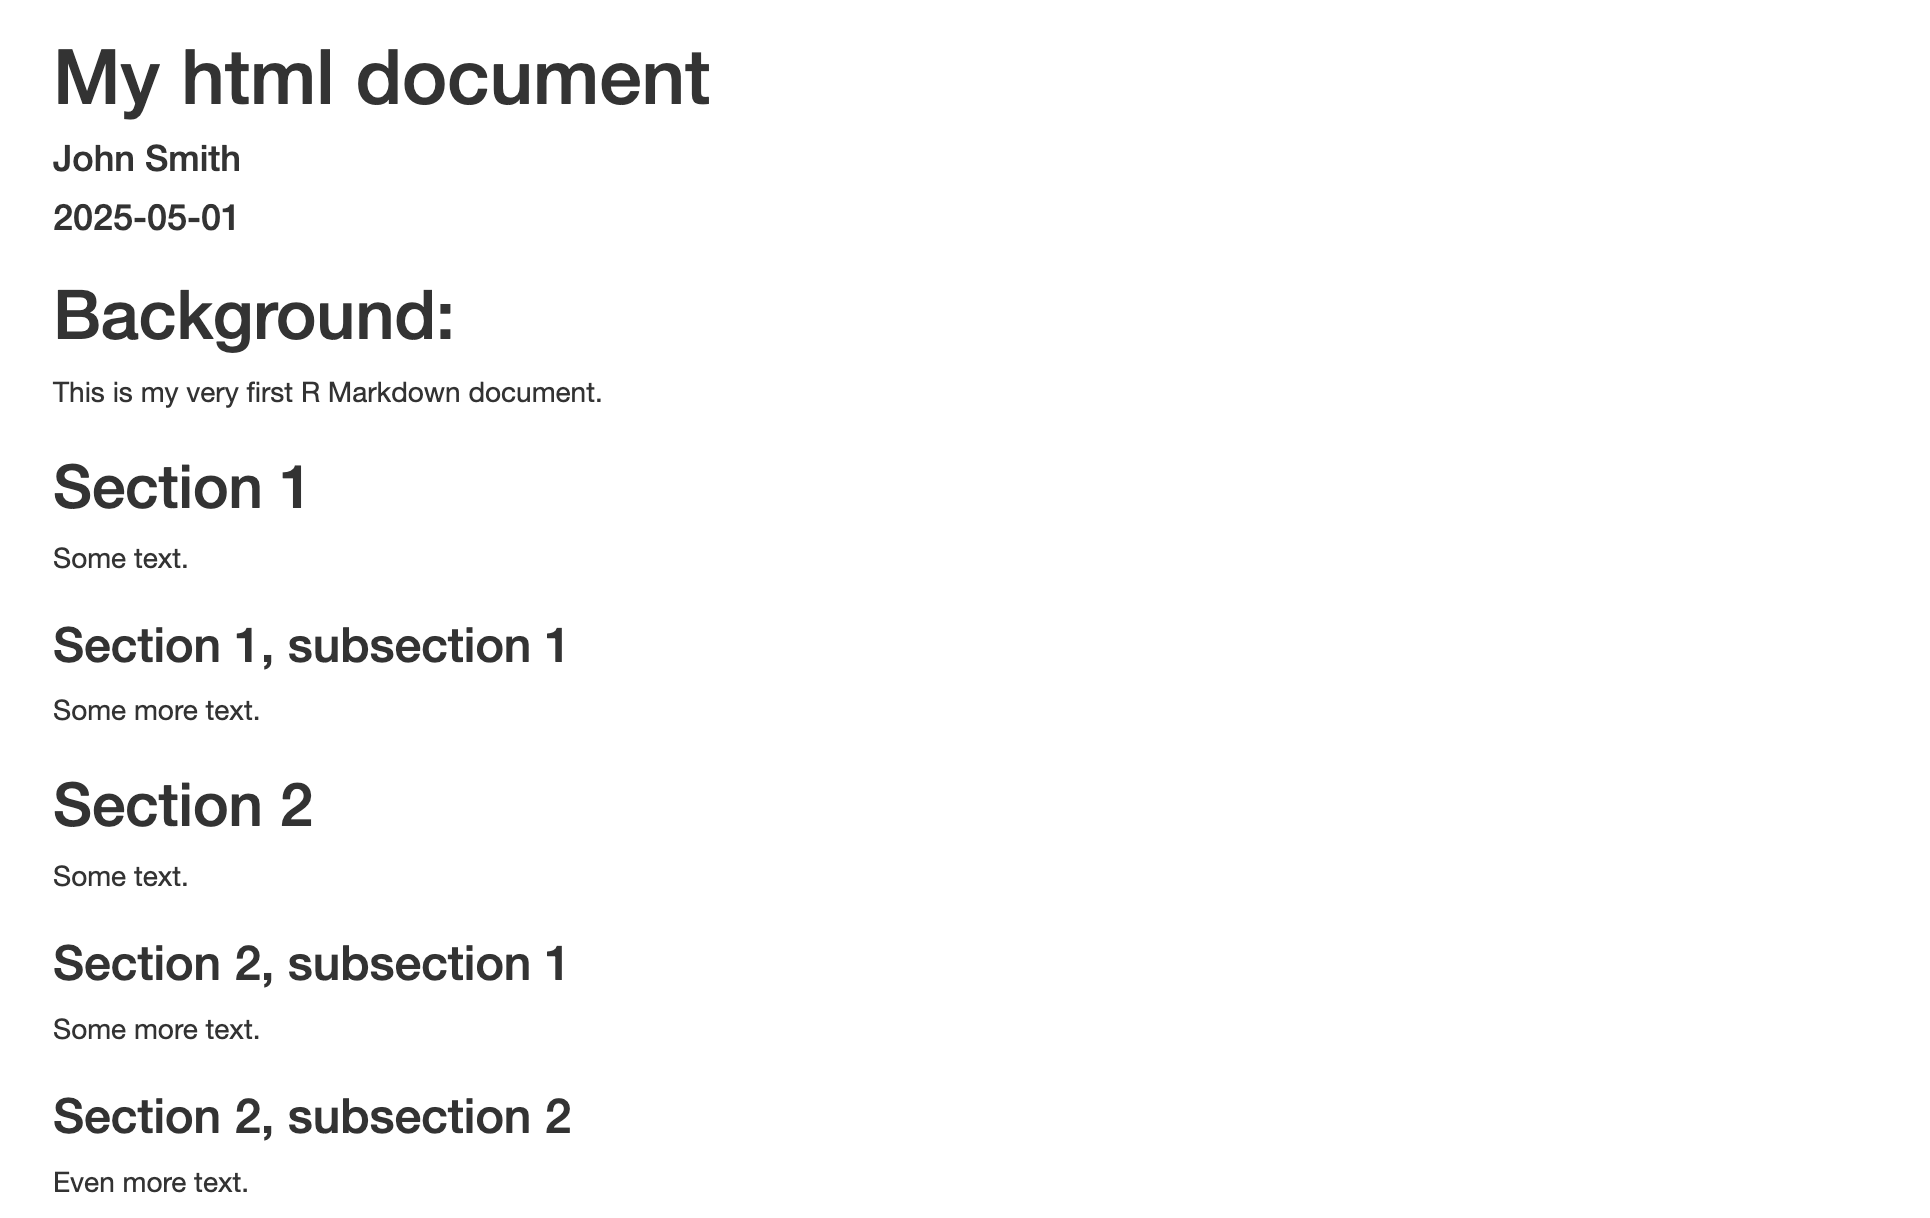 My html document
John Smith
2025-05-01
Background:
This is my very first R Markdown document.
Section 1
Some text.
Section 1, subsection 1
Some more text.
Section 2
Some text.
Section 2, subsection 1
Some more text.
Section 2, subsection 2
Even more text.